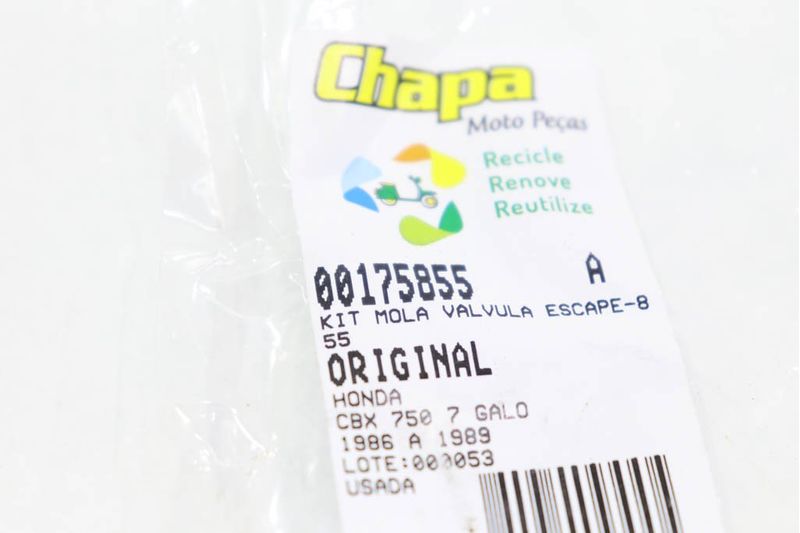 Chapa
Moto Peças
Recicle
Renove
Reutilize
00175855 A
KIT MOLA VALVULA ESCAPE-8
55
ORIGINAL
HONDA
CBX 750 7 GALO
1986 A 1989
LOTE:000053
USADA